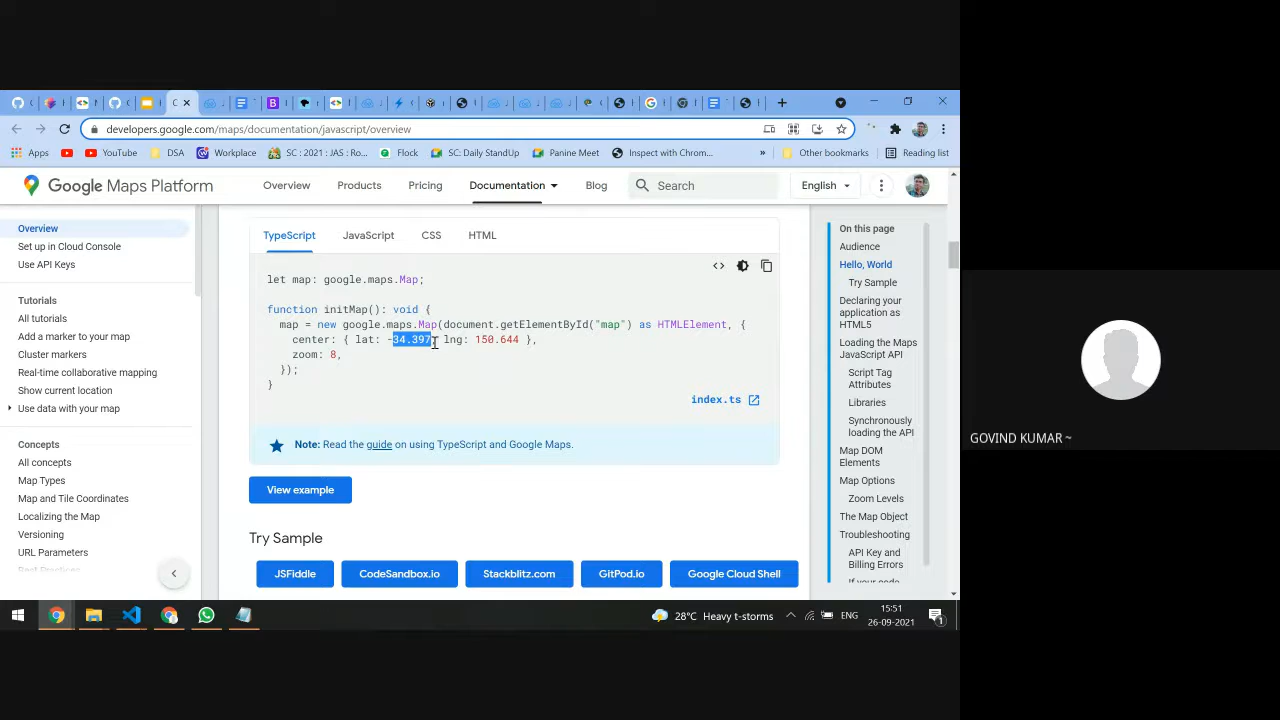 developers.google.com/maps/documentation/javascript/overview
Apps
YouTube
DSA
Workplace
SC : 2021 : JAS : Ro...
Flock
SC: Daily StandUp
Panine Meet
Inspect with Chrom...
»
Other bookmarks
Reading list
Google Maps Platform
Overview
Products
Pricing
Documentation
Blog
Search
English
Overview
Set up in Cloud Console
Use API Keys
Tutorials
All tutorials
Add a marker to your map
Cluster markers
Real-time collaborative mapping
Show current location
Use data with your map
Concepts
All concepts
Map Types
Map and Tile Coordinates
Localizing the Map
Versioning
URL Parameters
TypeScript
JavaScript
CSS
HTML
let map: google.maps.Map;
function initMap(): void {
map = new google.maps.Map(document.getElementById("map") as HTMLElement, {
center: { lat: -34.397, lng: 150.644 },
zoom: 8,
});
}
index.ts
Note: Read the guide on using TypeScript and Google Maps.
View example
Try Sample
JSFiddle
CodeSandbox.io
Stackblitz.com
GitPod.io
Google Cloud Shell
On this page
Audience
Hello, World
Try Sample
Declaring your
application as
HTML5
Loading the Maps
JavaScript API
Script Tag
Attributes
Libraries
Synchronously
loading the API
Map DOM
Elements
Map Options
Zoom Levels
The Map Object
Troubleshooting
API Key and
Billing Errors
If your code
GOVIND KUMAR ~
28°C Heavy t-storms
ENG
15:51
26-09-2021
1